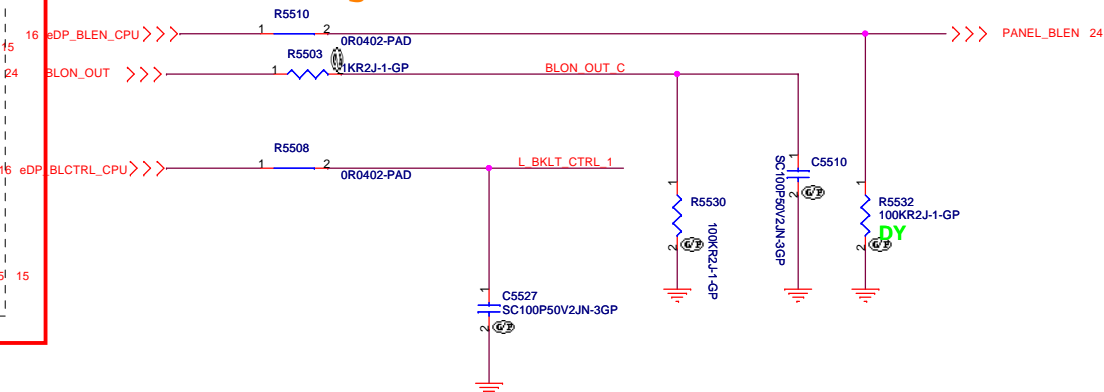 R5510
16 eDP_BLEN_CPU
1 2
0R0402-PAD
PANEL_BLEN 24
15
R5503
24 BLON_OUT
1
1KR2J-1-GP
BLON_OUT_C
R5508
16 eDP_BLCTRL_CPU
1 2
0R0402-PAD
L_BKLT_CTRL_1
1
C5510
2
SC100P50V2JN-3GP
1
R5530
2
100KR2J-1-GP
1
R5532
100KR2J-1-GP
DY
2
15
1
C5527
SC100P50V2JN-3GP
2